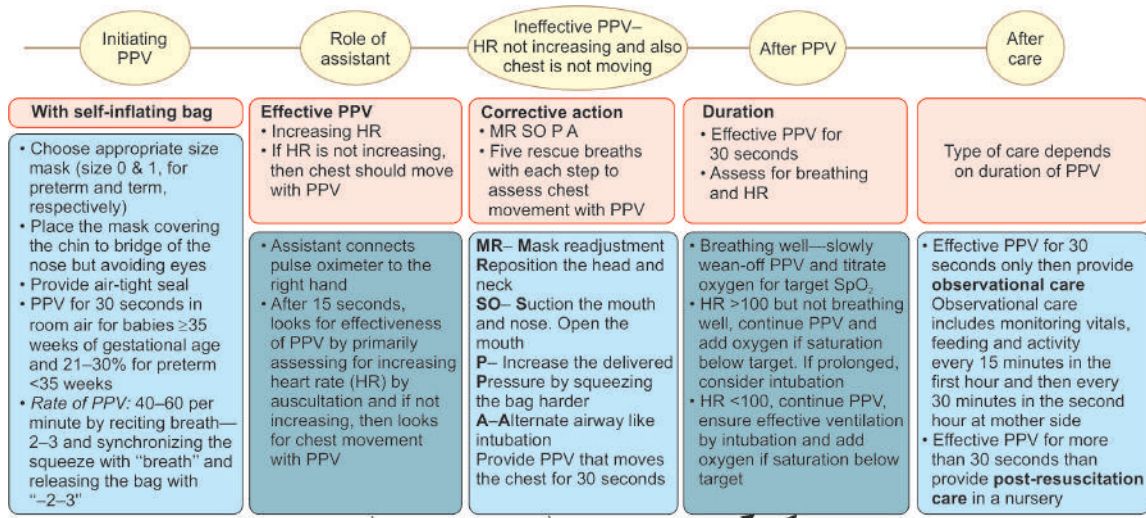 Initiating
PPV
Role of
assistant
Ineffective PPV–
HR not increasing and also
chest is not moving
After PPV
After
care
With self-inflating bag
• Choose appropriate size
mask (size 0 & 1, for
preterm and term,
respectively)
• Place the mask covering
the chin to bridge of the
nose but avoiding eyes
• Provide air-tight seal
• PPV for 30 seconds in
room air for babies ≥35
weeks of gestational age
and 21–30% for preterm
<35 weeks
• Rate of PPV: 40–60 per
minute by reciting breath—
2–3 and synchronizing the
squeeze with "breath" and
releasing the bag with
"–2–3"
Effective PPV
• Increasing HR
• If HR is not increasing,
then chest should move
with PPV
• Assistant connects
pulse oximeter to the
right hand
• After 15 seconds,
looks for effectiveness
of PPV by primarily
assessing for increasing
heart rate (HR) by
auscultation and if not
increasing, then looks
for chest movement
with PPV
Corrective action
• MR SO P A
• Five rescue breaths
with each step to
assess chest
movement with PPV
MR– Mask readjustment
Reposition the head and
neck
SO– Suction the mouth
and nose. Open the
mouth
P– Increase the delivered
Pressure by squeezing
the bag harder
A–Alternate airway like
intubation
Provide PPV that moves
the chest for 30 seconds
Duration
• Effective PPV for
30 seconds
• Assess for breathing
and HR
• Breathing well—slowly
wean-off PPV and titrate
oxygen for target SpO₂
• HR >100 but not breathing
well, continue PPV and
add oxygen if saturation
below target. If prolonged,
consider intubation
• HR <100, continue PPV,
ensure effective ventilation
by intubation and add
oxygen if saturation below
target
Type of care depends
on duration of PPV
• Effective PPV for 30
seconds only then provide
observational care
Observational care
includes monitoring vitals,
feeding and activity
every 15 minutes in the
first hour and then every
30 minutes in the second
hour at mother side
• Effective PPV for more
than 30 seconds than
provide post-resuscitation
care in a nursery